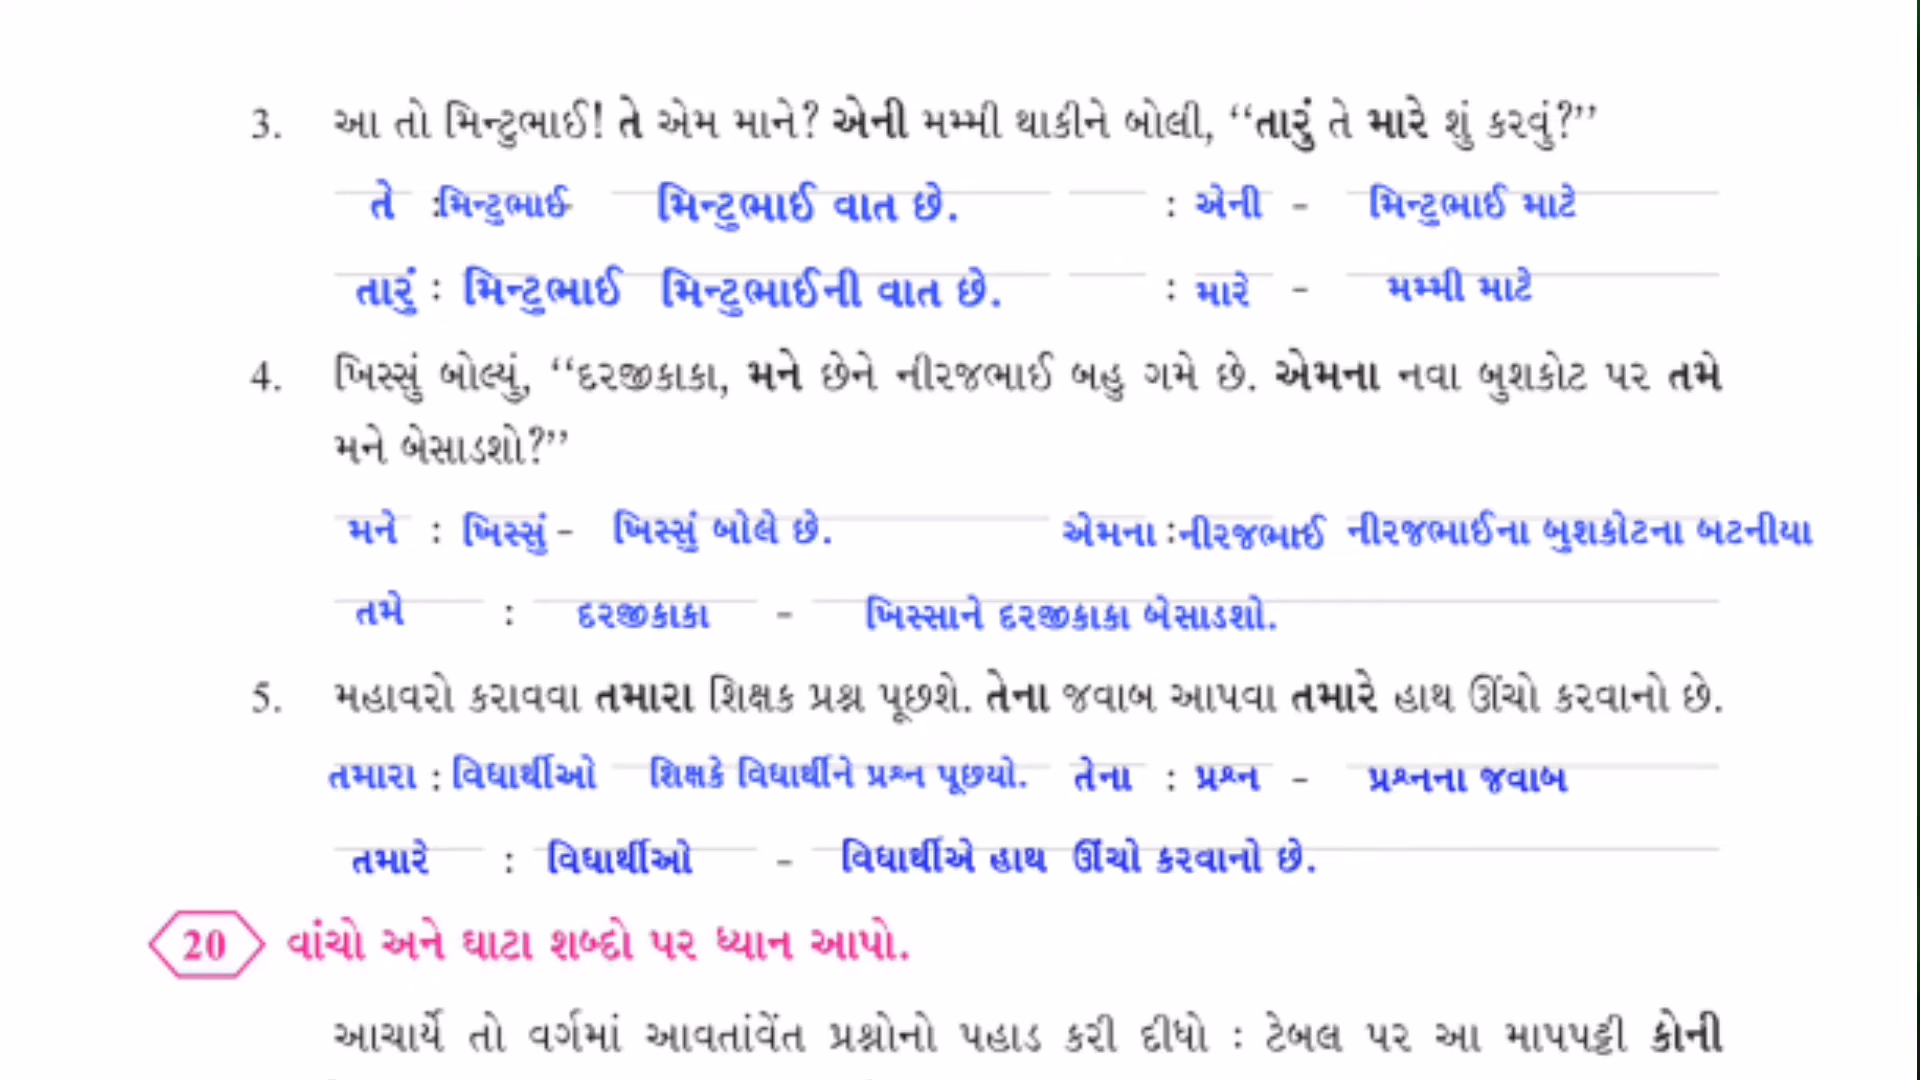 3. આ તો મિન્ટુભાઈ! તે એમ માને? એની મમ્મી થાકીને બોલી, “તારું તે મારે શું કરવું?”
તે :મિન્ટુભાઈ- મિન્ટુભાઈ વાત છે. : એની - મિન્ટુભાઈ માટે
તારું : મિન્ટુભાઈ મિન્ટુભાઈની વાત છે. : મારે - મમ્મી માટે
4. ખિસ્સું બોલ્યું, “દરજીકાકા, મને છેને નીરજભાઈ બહુ ગમે છે. એમના નવા બુશકોટ પર તમે
મને બેસાડશો?”
મને : ખિસ્સું - ખિસ્સું બોલે છે. એમના :નીરજભાઈ નીરજભાઈના બુશકોટના બટનીયા
તમે : દરજીકાકા - ખિસ્સાને દરજીકાકા બેસાડશો.
5. મહાવરો કરાવવા તમારા શિક્ષક પ્રશ્ન પૂછશે. તેના જવાબ આપવા તમારે હાથ ઊંચો કરવાનો છે.
તમારા : વિધાર્થીઓ શિક્ષકે વિધાર્થીને પ્રશ્ન પૂછયો. તેના : પ્રશ્ન - પ્રશ્નના જવાબ
તમારે : વિધાર્થીઓ - વિધાર્થીએ હાથ ઊંચો કરવાનો છે.
20 વાંચો અને ઘાટા શબ્દો પર ધ્યાન આપો.
આચાર્યે તો વર્ગમાં આવતાંવેંત પ્રશ્નોનો પહાડ કરી દીધો : ટેબલ પર આ માપપટ્ટી કોની